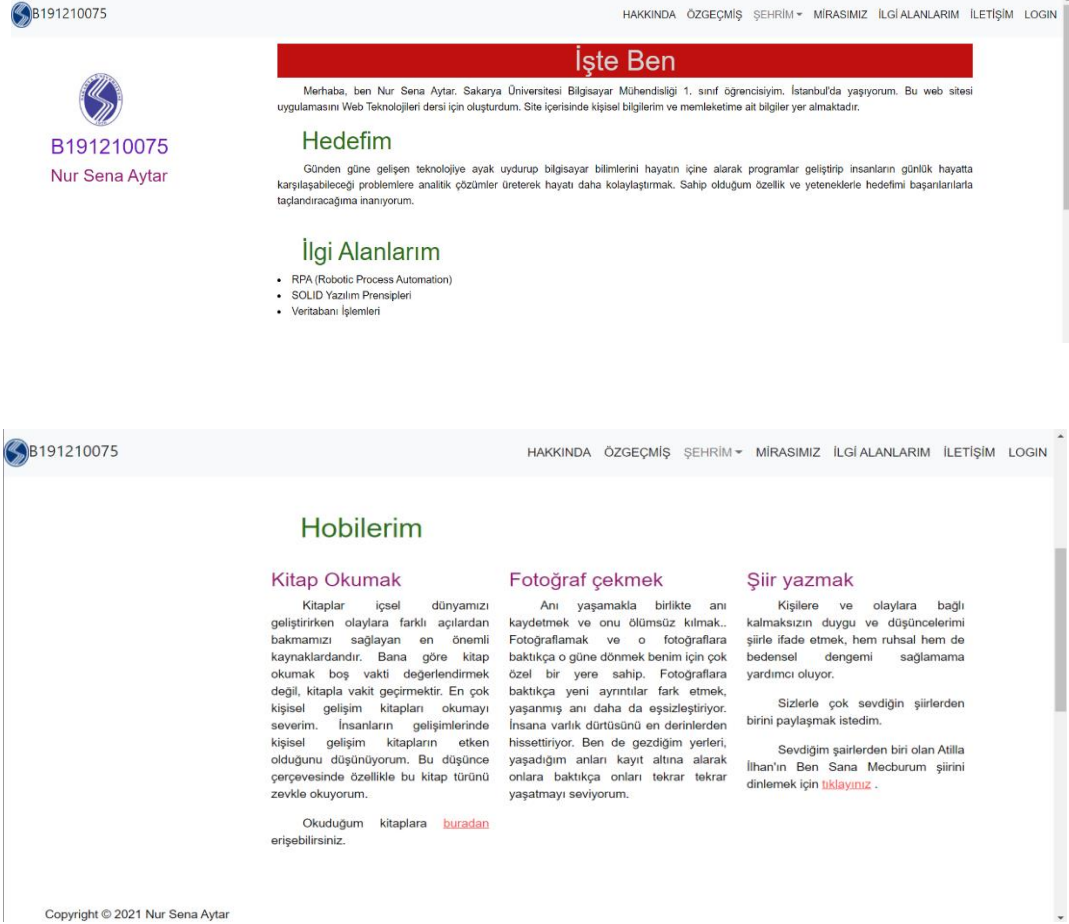 B191210075
HAKKINDA ÖZGEÇMİŞ ŞEHRİM MİRASIMIZ İLGİ ALANLARIM İLETİŞİM LOGIN
B191210075
Nur Sena Aytar
İşte Ben
Merhaba, ben Nur Sena Aytar. Sakarya Üniversitesi Bilgisayar Mühendisliği 1. sınıf öğrencisiyim. İstanbul'da yaşıyorum. Bu web sitesi
uygulamasını Web Teknolojileri dersi için oluşturdum. Site içerisinde kişisel bilgilerim ve memleketime ait bilgiler yer almaktadır.
Hedefim
Günden güne gelişen teknolojiye ayak uydurup bilgisayar bilimlerini hayatın içine alarak programlar geliştirip insanların günlük hayatta
karşılaşabileceği problemlere analitik çözümler üreterek hayatı daha kolaylaştırmak. Sahip olduğum özellik ve yeteneklerle hedefimi başarılarılarla
taçlandıracağıma inanıyorum.
İlgi Alanlarım
• RPA (Robotic Process Automation)
• SOLID Yazılım Prensipleri
• Veritabanı İşlemleri
B191210075
HAKKINDA ÖZGEÇMİŞ ŞEHRİM MİRASIMIZ İLGİ ALANLARIM İLETİŞİM LOGIN
Hobilerim
Kitap Okumak
Kitaplar içsel dünyamızı
geliştirirken olaylara farklı açılardan
bakmamızı sağlayan en önemli
kaynaklardandır. Bana göre kitap
okumak boş vakti değerlendirmek
değil, kitapla vakit geçirmektir. En çok
kişisel gelişim kitapları okumayı
severim. İnsanların gelişimlerinde
kişisel gelişim kitapların etken
olduğunu düşünüyorum. Bu düşünce
çerçevesinde özellikle bu kitap türünü
zevkle okuyorum.
Okuduğum kitaplara buradan
erişebilirsiniz.
Fotoğraf çekmek
Anı yaşamakla birlikte anı
kaydetmek ve onu ölümsüz kılmak..
Fotoğraflamak ve o fotoğraflara
baktıkça o güne dönmek benim için çok
özel bir yere sahip. Fotoğraflara
baktıkça yeni ayrıntılar fark etmek,
yaşanmış anı daha da eşsizleştiriyor.
İnsana varlık dürtüsünü en derinlerden
hissettiriyor. Ben de gezdiğim yerleri,
yaşadığım anları kayıt altına alarak
onlara baktıkça onları tekrar tekrar
yaşatmayı seviyorum.
Şiir yazmak
Kişilere ve olaylara bağlı
kalmaksızın duygu ve düşüncelerimi
şiirle ifade etmek, hem ruhsal hem de
bedensel dengemi sağlamama
yardımcı oluyor.
Sizlerle çok sevdiğin şiirlerden
birini paylaşmak istedim.
Sevdiğim şairlerden biri olan Atilla
İlhan'ın Ben Sana Mecburum şiirini
dinlemek için tıklayınız .
Copyright © 2021 Nur Sena Aytar